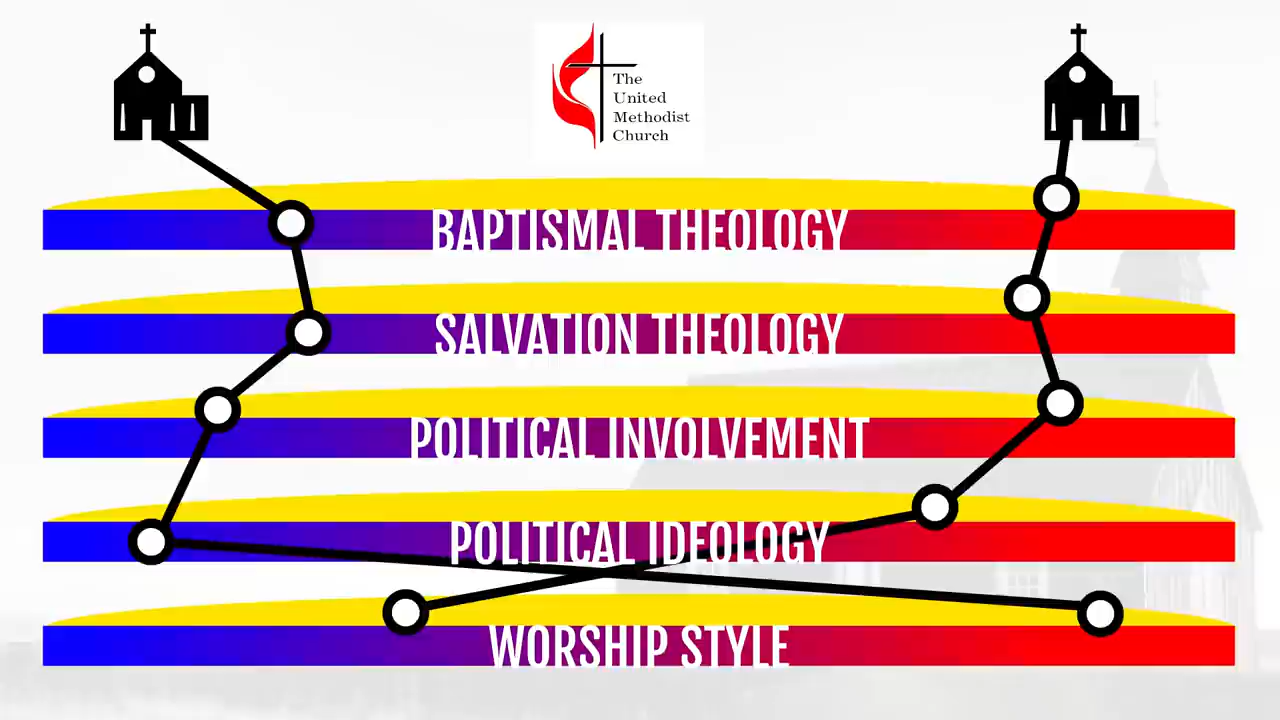 The
United
Methodist
Church
BAPTISMAL THEOLOGY
SALVATION THEOLOGY
POLITICAL INVOLVEMENT
POLITICAL IDEOLOGY
WORSHIP STYLE